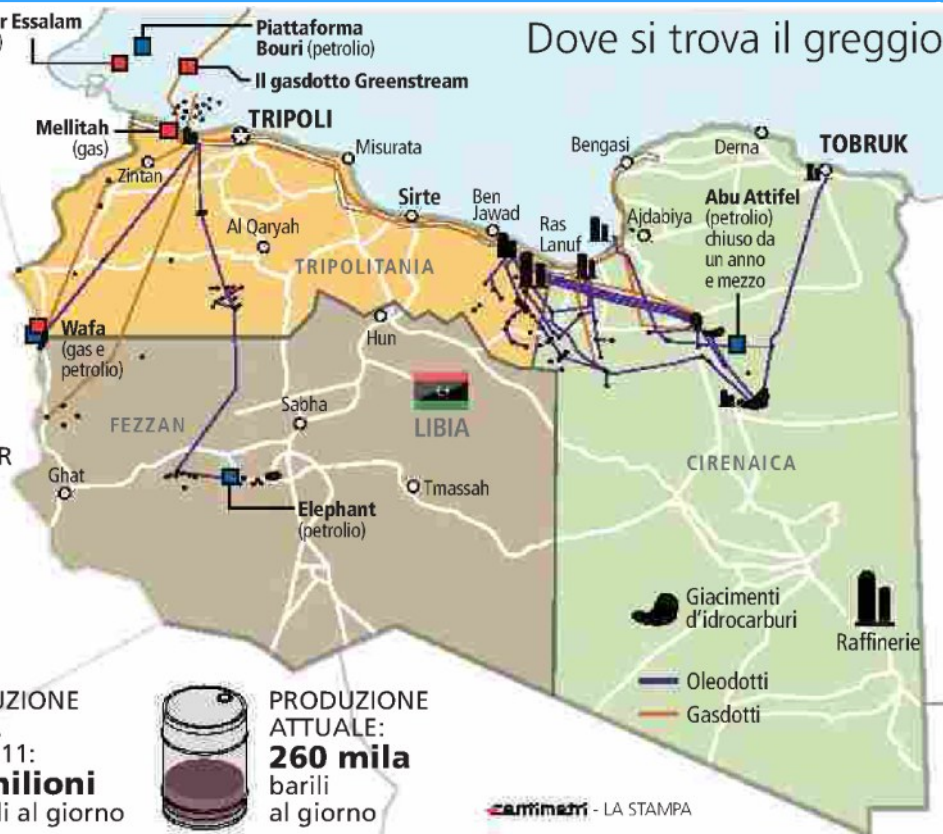 Dove si trova il greggio
r Essalam
)
Piattaforma
Bouri (petrolio)
Il gasdotto Greenstream
Mellitah
(gas)
TRIPOLI
Misurata
Zintan
Al Qaryah
Sirte
Ben
Jawad
Ras
Lanuf
Bengasi
Ajdabiya
Derna
TOBRUK
Abu Attifel
(petrolio)
chiuso da
un anno
e mezzo
TRIPOLITANIA
Wafa
(gas e
petrolio)
Hun
FEZZAN
Sabha
LIBIA
CIRENAICA
R
Ghat
Tmassah
Elephant
(petrolio)
Giacimenti
d'idrocarburi
Raffinerie
Oleodotti
Gasdotti
UZIONE
11:
milioni
li al giorno
PRODUZIONE
ATTUALE:
260 mila
barili
al giorno
centimetri - LA STAMPA